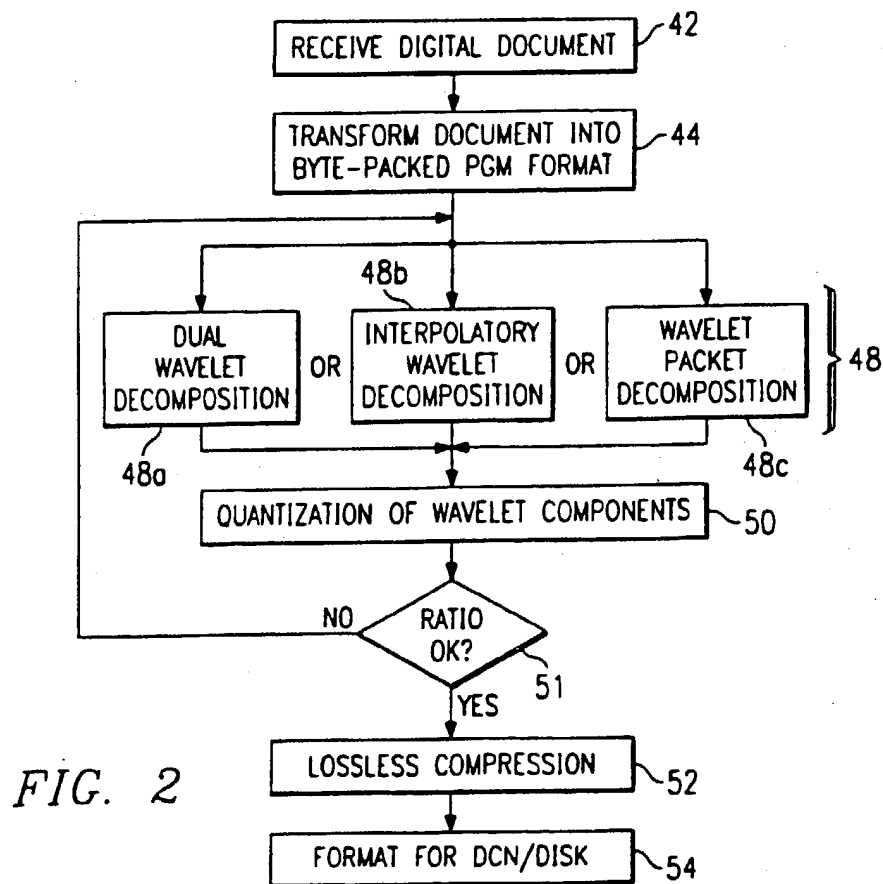 RECEIVE DIGITAL DOCUMENT
42
TRANSFORM DOCUMENT INTO
BYTE-PACKED PGM FORMAT
44
48b
DUAL
WAVELET
DECOMPOSITION
OR
INTERPOLATORY
WAVELET
DECOMPOSITION
OR
WAVELET
PACKET
DECOMPOSITION
48
48a
48c
QUANTIZATION OF WAVELET COMPONENTS
50
NO
RATIO
OK?
51
YES
LOSSLESS COMPRESSION
52
FIG. 2
FORMAT FOR DCN/DISK
54